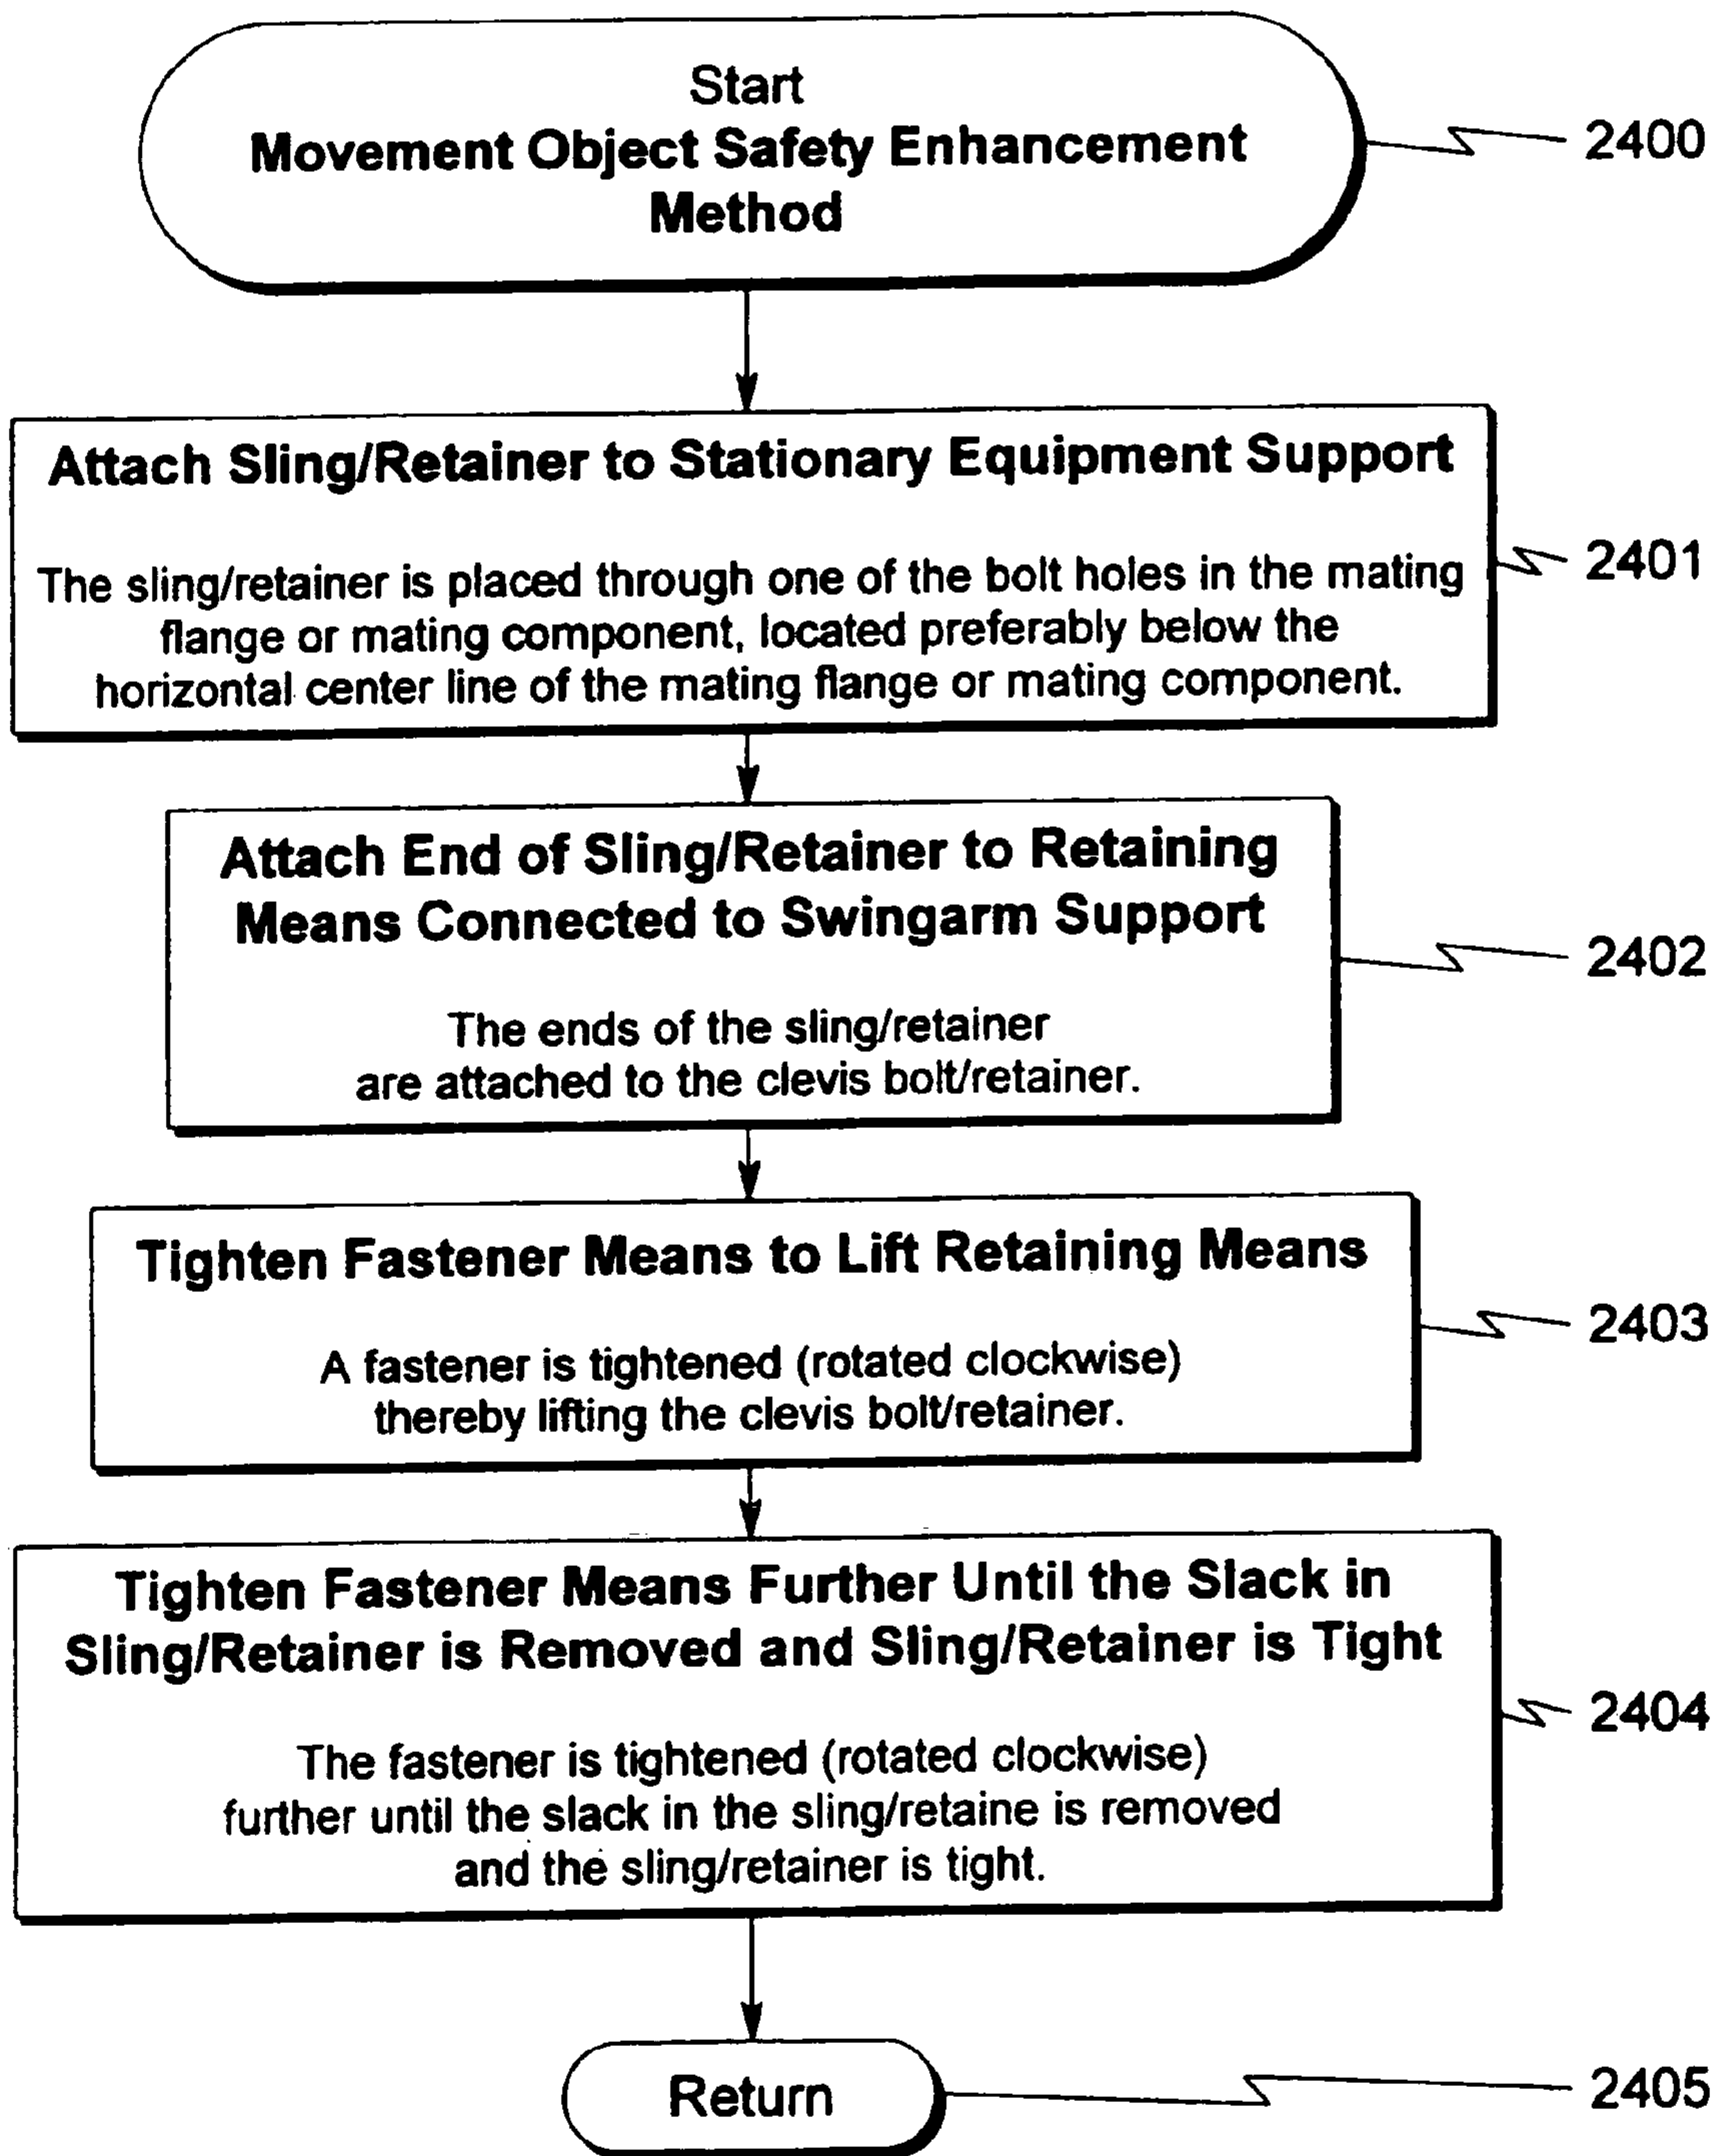 Start
Movement Object Safety Enhancement
Method
2400
Attach Sling/Retainer to Stationary Equipment Support
The sling/retainer is placed through one of the bolt holes in the mating
flange or mating component, located preferably below the
horizontal center line of the mating flange or mating component.
2401
Attach End of Sling/Retainer to Retaining
Means Connected to Swingarm Support
The ends of the sling/retainer
are attached to the clevis bolt/retainer.
2402
Tighten Fastener Means to Lift Retaining Means
A fastener is tightened (rotated clockwise)
thereby lifting the clevis bolt/retainer.
2403
Tighten Fastener Means Further Until the Slack in
Sling/Retainer is Removed and Sling/Retainer is Tight
The fastener is tightened (rotated clockwise)
further until the slack in the sling/retaine is removed
and the sling/retainer is tight.
2404
Return
2405